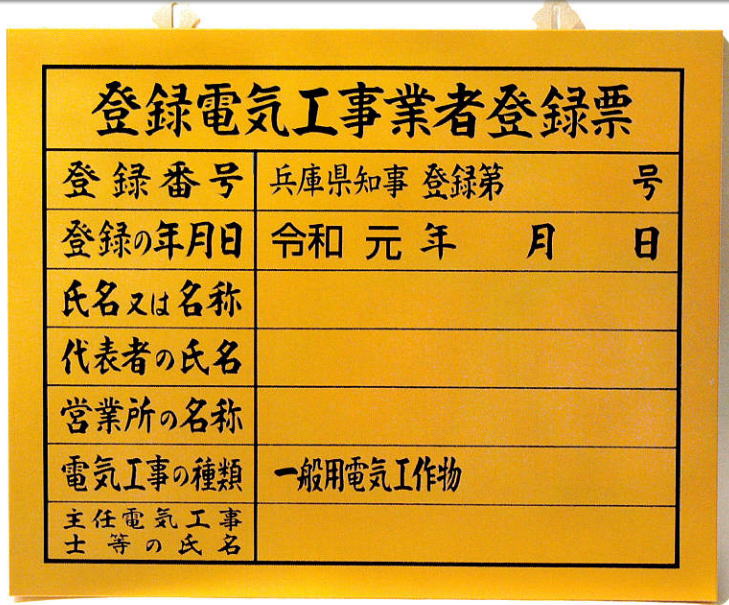 登録電気工事業者登録票
登録番号 兵庫県知事 登録第 号
登録の年月日 令和 元 年 月 日
氏名又は名称
代表者の氏名
営業所の名称
電気工事の種類 一般用電気工作物
主任電気工事
士等の氏名